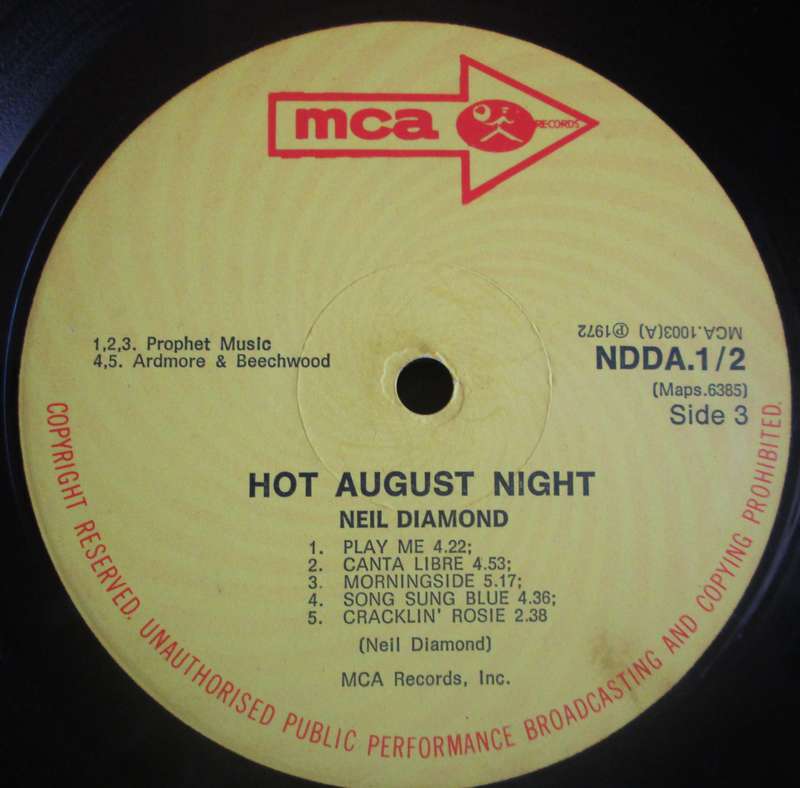 mca RECORDS
1,2,3. Prophet Music
4,5. Ardmore & Beechwood
MCA.1003(A) ℗1972
NDDA.1/2
(Maps.6385)
Side 3
HOT AUGUST NIGHT
NEIL DIAMOND
1. PLAY ME 4.22;
2. CANTA LIBRE 4.53;
3. MORNINGSIDE 5.17;
4. SONG SUNG BLUE 4.36;
5. CRACKLIN' ROSIE 2.38
(Neil Diamond)
MCA Records, Inc.
COPYRIGHT RESERVED. UNAUTHORISED PUBLIC PERFORMANCE BROADCASTING AND COPYING PROHIBITED.